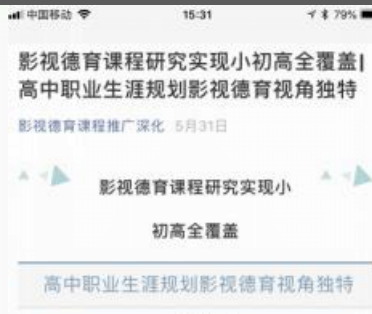 中国移动 15:31 79%
影视德育课程研究实现小初高全覆盖|
高中职业生涯规划影视德育视角独特
影视德育课程推广深化 5月31日
影视德育课程研究实现小
初高全覆盖
高中职业生涯规划影视德育视角独特